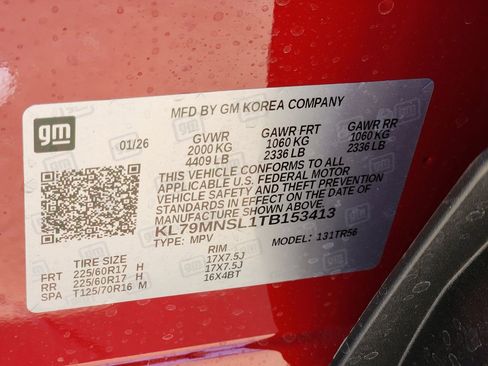 MFD BY GM KOREA COMPANY
gm
01/26 GVWR GAWR FRT GAWR RR
2000 KG 1060 KG 1060 KG
4409 LB 2336 LB 2336 LB
THIS VEHICLE CONFORMS TO ALL
APPLICABLE U.S. FEDERAL MOTOR
VEHICLE SAFETY AND THEFT PREVENTION
STANDARDS IN EFFECT ON THE DATE OF
MANUFACTURE SHOWN ABOVE.
KL79MNSL1TB153413
TYPE: MPV MODEL: 131TR56
TIRE SIZE RIM
FRT 225/60R17 H 17X7.5J
RR 225/60R17 H 17X7.5J
SPA T125/70R16 M 16X4BT